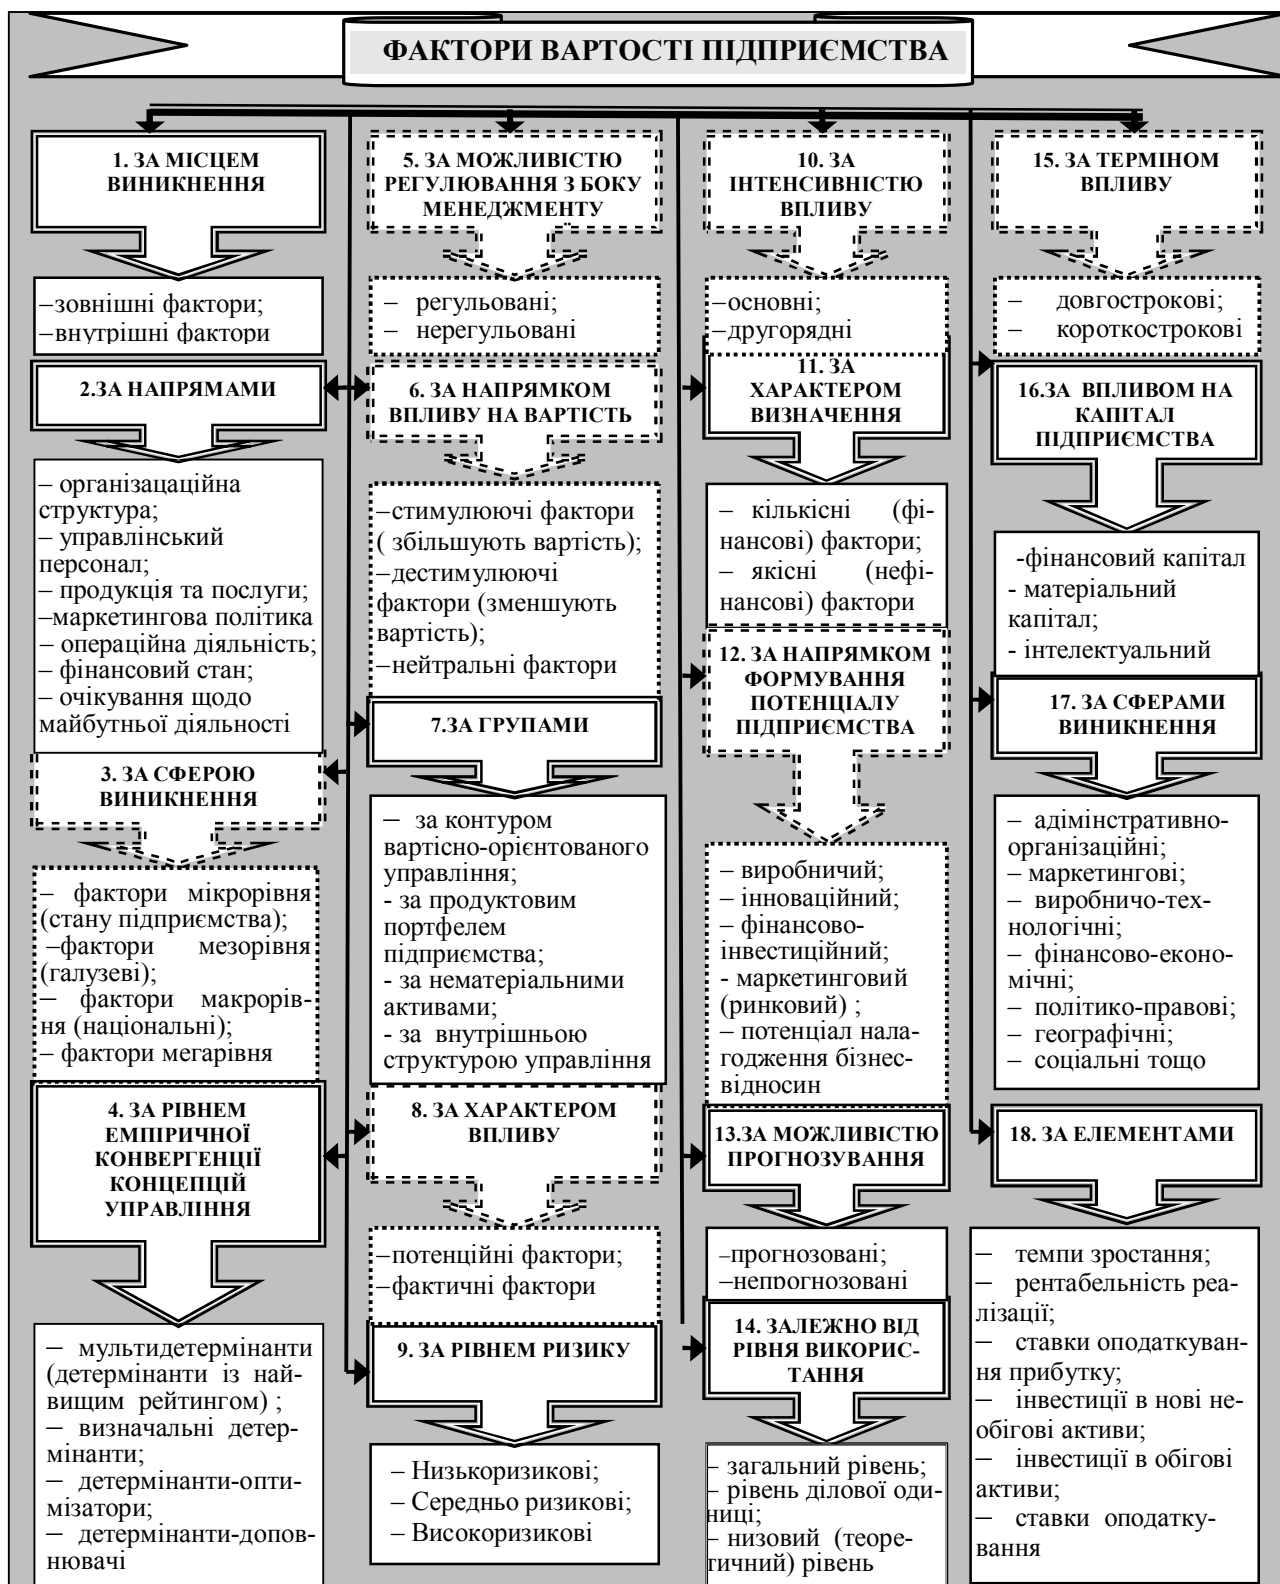 ФАКТОРИ ВАРТОСТІ ПІДПРИЄМСТВА
1. ЗА МІСЦЕМ
ВИНИКНЕННЯ
–зовнішні фактори;
–внутрішні фактори
2.ЗА НАПРЯМАМИ
– організацаційна
структура;
– управлінський
персонал;
– продукція та послуги;
–маркетингова політика
– операційна діяльність;
– фінансовий стан;
– очікування щодо
майбутньої діяльності
3. ЗА СФЕРОЮ
ВИНИКНЕННЯ
– фактори мікрорівня
(стану підприємства);
–фактори мезорівня
(галузеві);
– фактори макрорів-
ня (національні);
– фактори мегарівня
4. ЗА РІВНЕМ
ЕМПІРИЧНОЇ
КОНВЕРГЕНЦІЇ
КОНЦЕПЦІЙ
УПРАВЛІННЯ
– мультидетермінанти
(детермінанти із най-
вищим рейтингом) ;
– визначальні детер-
мінанти;
– детермінанти-опти-
мізатори;
– детермінанти-допов-
нювачі
5. ЗА МОЖЛИВІСТЮ
РЕГУЛЮВАННЯ З БОКУ
МЕНЕДЖМЕНТУ
– регульовані;
– нерегульовані
6. ЗА НАПРЯМКОМ
ВПЛИВУ НА ВАРТІСТЬ
–стимулюючі фактори
( збільшують вартість);
–дестимулюючі
фактори (зменшують
вартість);
–нейтральні фактори
7.ЗА ГРУПАМИ
– за контуром
вартісно-орієнтованого
управління;
- за продуктовим
портфелем
підприємства;
- за нематеріальними
активами;
- за внутрішньою
структурою управління
8. ЗА ХАРАКТЕРОМ
ВПЛИВУ
–потенційні фактори;
–фактичні фактори
9. ЗА РІВНЕМ РИЗИКУ
– Низькоризикові;
– Середньо ризикові;
– Високоризикові
10. ЗА
ІНТЕНСИВНІСТЮ
ВПЛИВУ
–основні;
–другорядні
11. ЗА
ХАРАКТЕРОМ
ВИЗНАЧЕННЯ
– кількісні (фі-
нансові) фактори;
– якісні (нефі-
нансові) фактори
12. ЗА НАПРЯМКОМ
ФОРМУВАННЯ
ПОТЕНЦІАЛУ
ПІДПРИЄМСТВА
– виробничий;
– інноваційний;
– фінансово-
інвестиційний;
- маркетинговий
(ринковий) ;
– потенціал нала-
годження бізнес-
відносин
13.ЗА МОЖЛИВІСТЮ
ПРОГНОЗУВАННЯ
–прогнозовані;
–непрогнозовані
14. ЗАЛЕЖНО ВІД
РІВНЯ ВИКОРИС-
ТАННЯ
– загальний рівень;
– рівень ділової оди-
ниці;
– низовий (теоре-
тичний) рівень
15. ЗА ТЕРМІНОМ
ВПЛИВУ
– довгострокові;
– короткострокові
16.ЗА ВПЛИВОМ НА
КАПІТАЛ
ПІДПРИЄМСТВА
-фінансовий капітал
- матеріальний
капітал;
- інтелектуальний
17. ЗА СФЕРАМИ
ВИНИКНЕННЯ
– адімінстративно-
організаційні;
– маркетингові;
– виробничо-тех-
нологічні;
– фінансово-еконо-
мічні;
– політико-правові;
– географічні;
– соціальні тощо
18. ЗА ЕЛЕМЕНТАМИ
– темпи зростання;
– рентабельність реа-
лізації;
– ставки оподаткуван-
ня прибутку;
– інвестиції в нові не-
обігові активи;
– інвестиції в обігові
активи;
– ставки оподатку-
вання